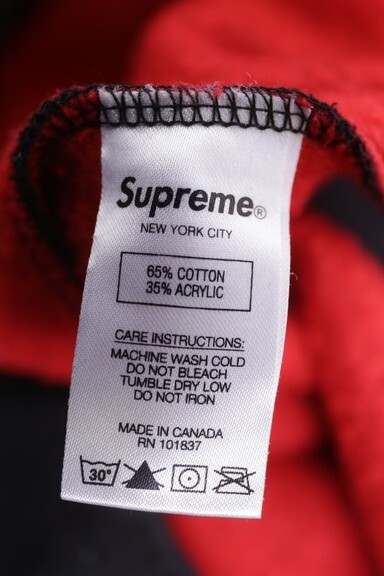 Supreme®
NEW YORK CITY
65% COTTON
35% ACRYLIC
CARE INSTRUCTIONS:
MACHINE WASH COLD
DO NOT BLEACH
TUMBLE DRY LOW
DO NOT IRON
MADE IN CANADA
RN 101837
30°